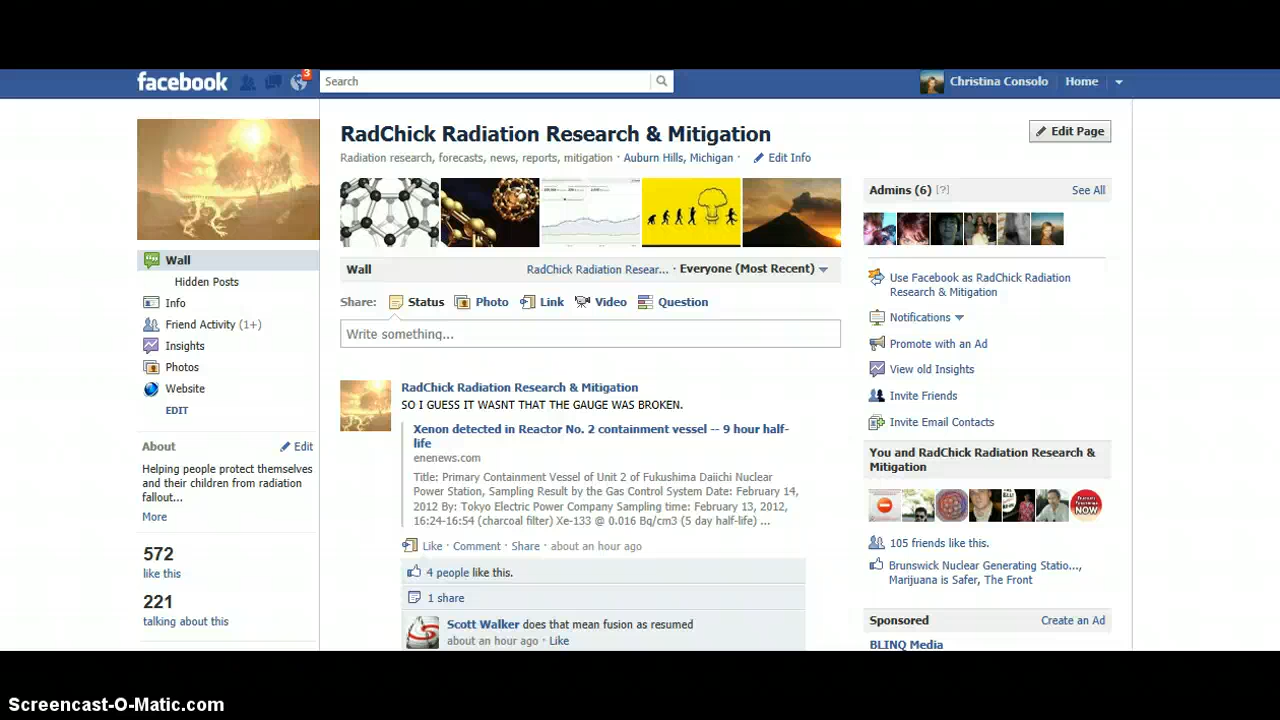 facebook
3
Search
Christina Consolo
Home
RadChick Radiation Research & Mitigation
Edit Page
Radiation research, forecasts, news, reports, mitigation · Auburn Hills, Michigan · Edit Info
Admins (6) [?]
See All
Wall
Hidden Posts
Info
Friend Activity (1+)
Insights
Photos
Website
EDIT
About
Edit
Helping people protect themselves
and their children from radiation
fallout...
More
572
like this
221
talking about this
Wall
RadChick Radiation Resear... · Everyone (Most Recent)
Share: Status Photo Link Video Question
Write something...
RadChick Radiation Research & Mitigation
SO I GUESS IT WASNT THAT THE GAUGE WAS BROKEN.
Xenon detected in Reactor No. 2 containment vessel -- 9 hour half-
life
enenews.com
Title: Primary Containment Vessel of Unit 2 of Fukushima Daiichi Nuclear
Power Station, Sampling Result by the Gas Control System Date: February 14,
2012 By: Tokyo Electric Power Company Sampling time: February 13, 2012,
16:24-16:54 (charcoal filter) Xe-133 @ 0.016 Bq/cm3 (5 day half-life) ...
Like · Comment · Share · about an hour ago
4 people like this.
1 share
Scott Walker does that mean fusion as resumed
about an hour ago · Like
Use Facebook as RadChick Radiation
Research & Mitigation
Notifications
Promote with an Ad
View old Insights
Invite Friends
Invite Email Contacts
You and RadChick Radiation Research &
Mitigation
NOW
105 friends like this.
Brunswick Nuclear Generating Statio...,
Marijuana is Safer, The Front
Sponsored
Create an Ad
BLINQ Media
Screencast-O-Matic.com